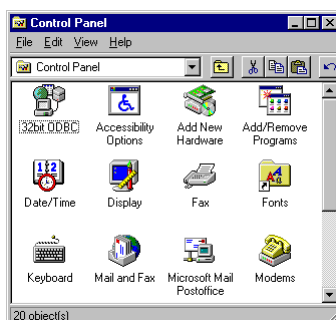 Control Panel
File Edit View Help
Control Panel
32bit ODBC
Accessibility
Options
Add New
Hardware
Add/Remove
Programs
Date/Time
Display
Fax
Fonts
Keyboard
Mail and Fax
Microsoft Mail
Postoffice
Modems
20 object(s)